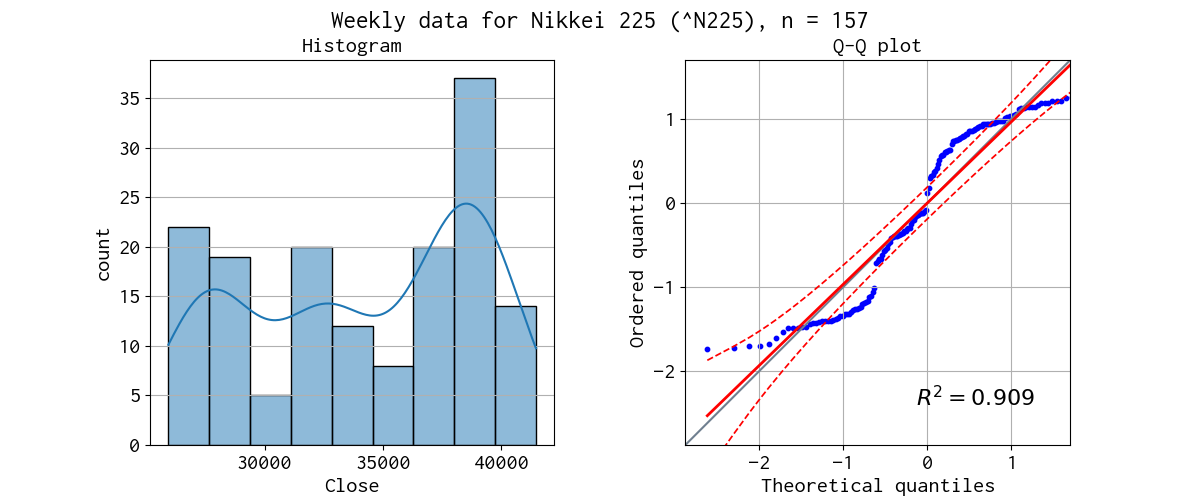 Weekly data for Nikkei 225 (^N225), n = 157
Histogram
35
30
25
20
15
10
5
0
30000 35000 40000
count
Close
Q-Q plot
1
0
−1
−2
−2 −1 0 1
Ordered quantiles
Theoretical quantiles
R² = 0.909